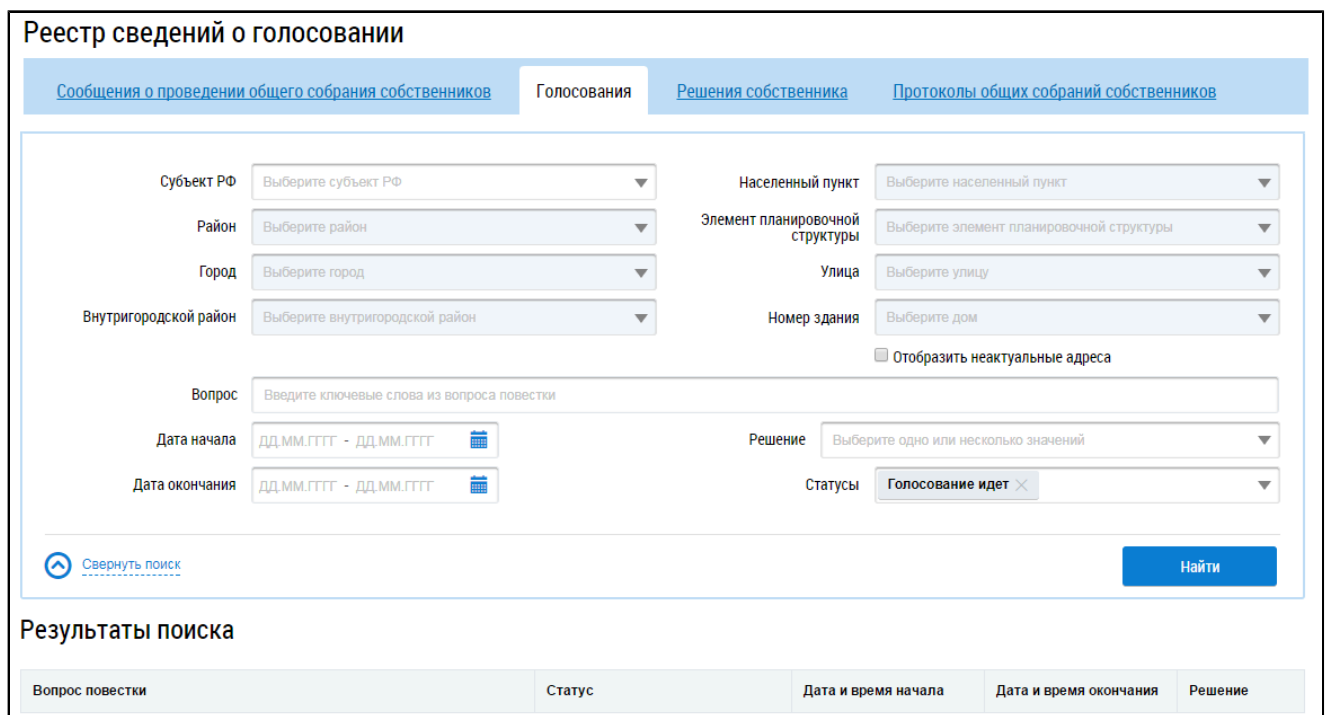 Реестр сведений о голосовании
Сообщения о проведении общего собрания собственников Голосования Решения собственника Протоколы общих собраний собственников
Субъект РФ Выберите субъект РФ Населенный пункт Выберите населенный пункт
Район Выберите район Элемент планировочной структуры Выберите элемент планировочной структуры
Город Выберите город Улица Выберите улицу
Внутригородской район Выберите внутригородской район Номер здания Выберите дом
Отобразить неактуальные адреса
Вопрос Введите ключевые слова из вопроса повестки
Дата начала ДД.ММ.ГГГГ - ДД.ММ.ГГГГ Решение Выберите одно или несколько значений
Дата окончания ДД.ММ.ГГГГ - ДД.ММ.ГГГГ Статусы Голосование идет
Свернуть поиск Найти
Результаты поиска
Вопрос повестки Статус Дата и время начала Дата и время окончания Решение